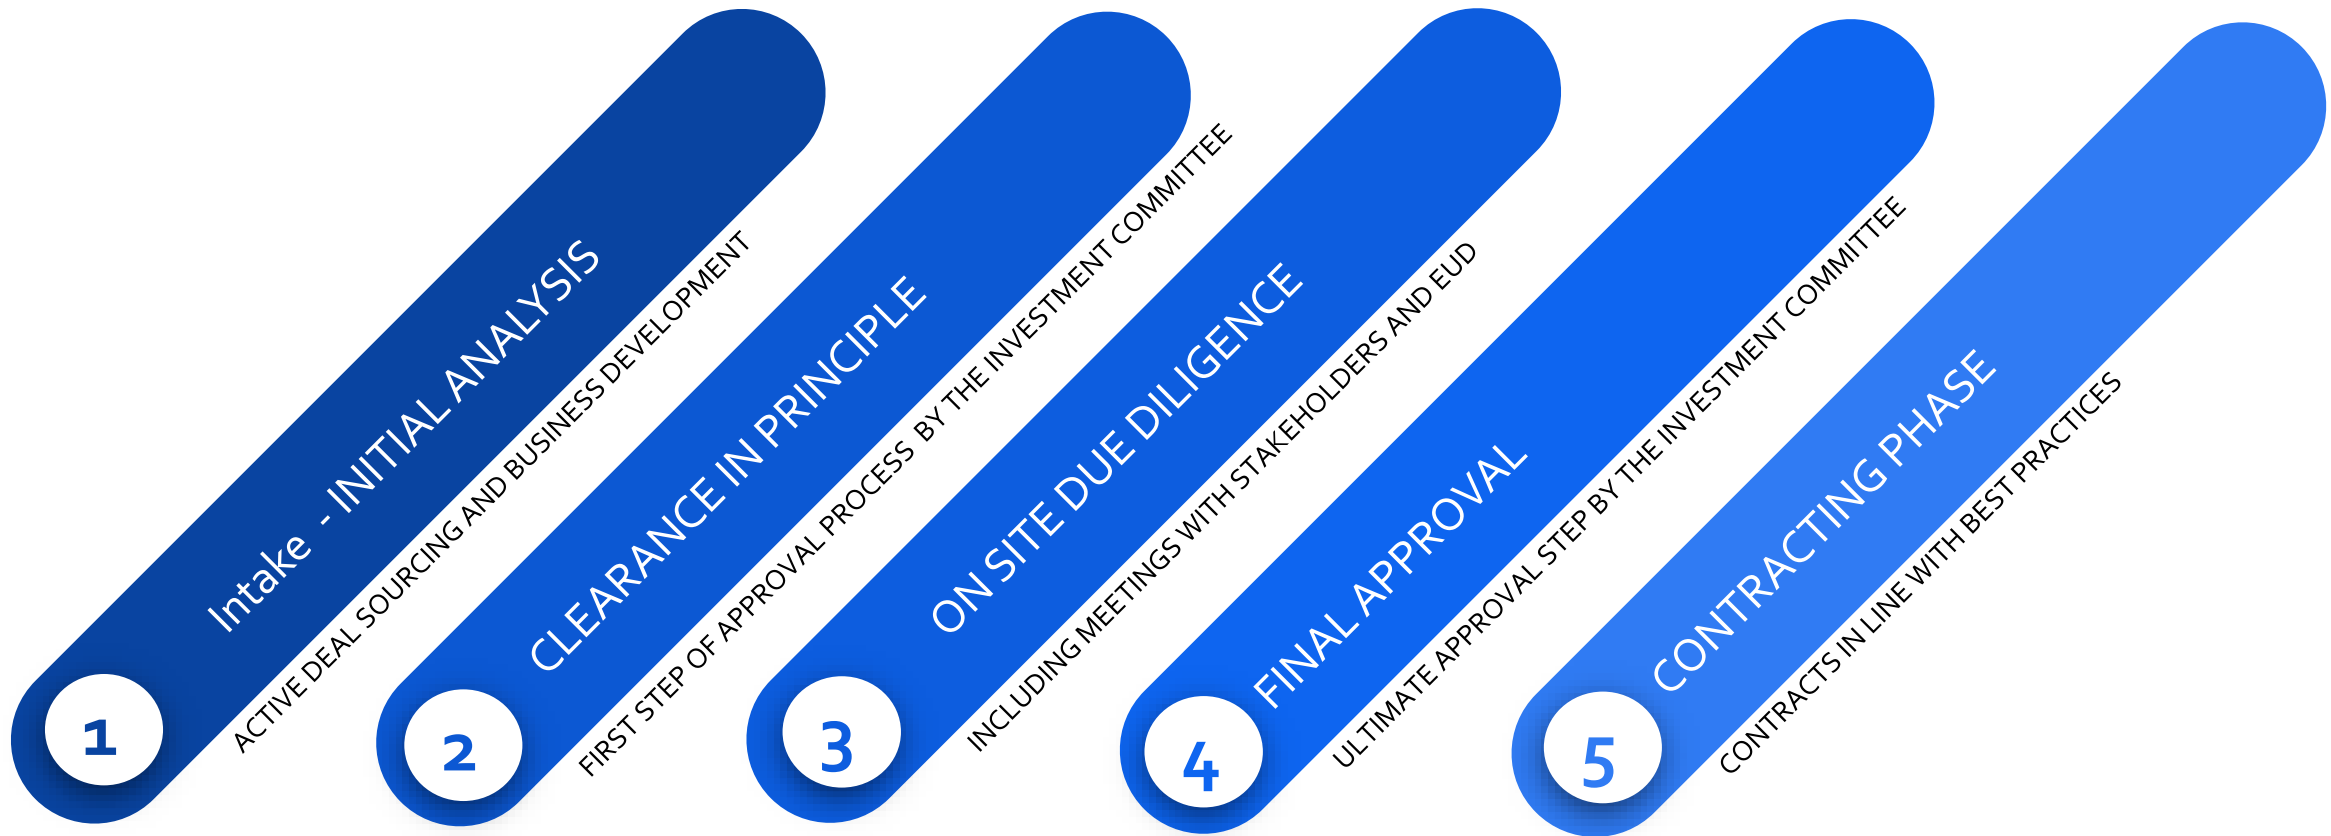 1
Intake - INITIAL ANALYSIS
ACTIVE DEAL SOURCING AND BUSINESS DEVELOPMENT
2
CLEARANCE IN PRINCIPLE
FIRST STEP OF APPROVAL PROCESS BY THE INVESTMENT COMMITTEE
3
ON SITE DUE DILIGENCE
INCLUDING MEETINGS WITH STAKEHOLDERS AND EUD
4
FINAL APPROVAL
ULTIMATE APPROVAL STEP BY THE INVESTMENT COMMITTEE
5
CONTRACTING PHASE
CONTRACTS IN LINE WITH BEST PRACTICES